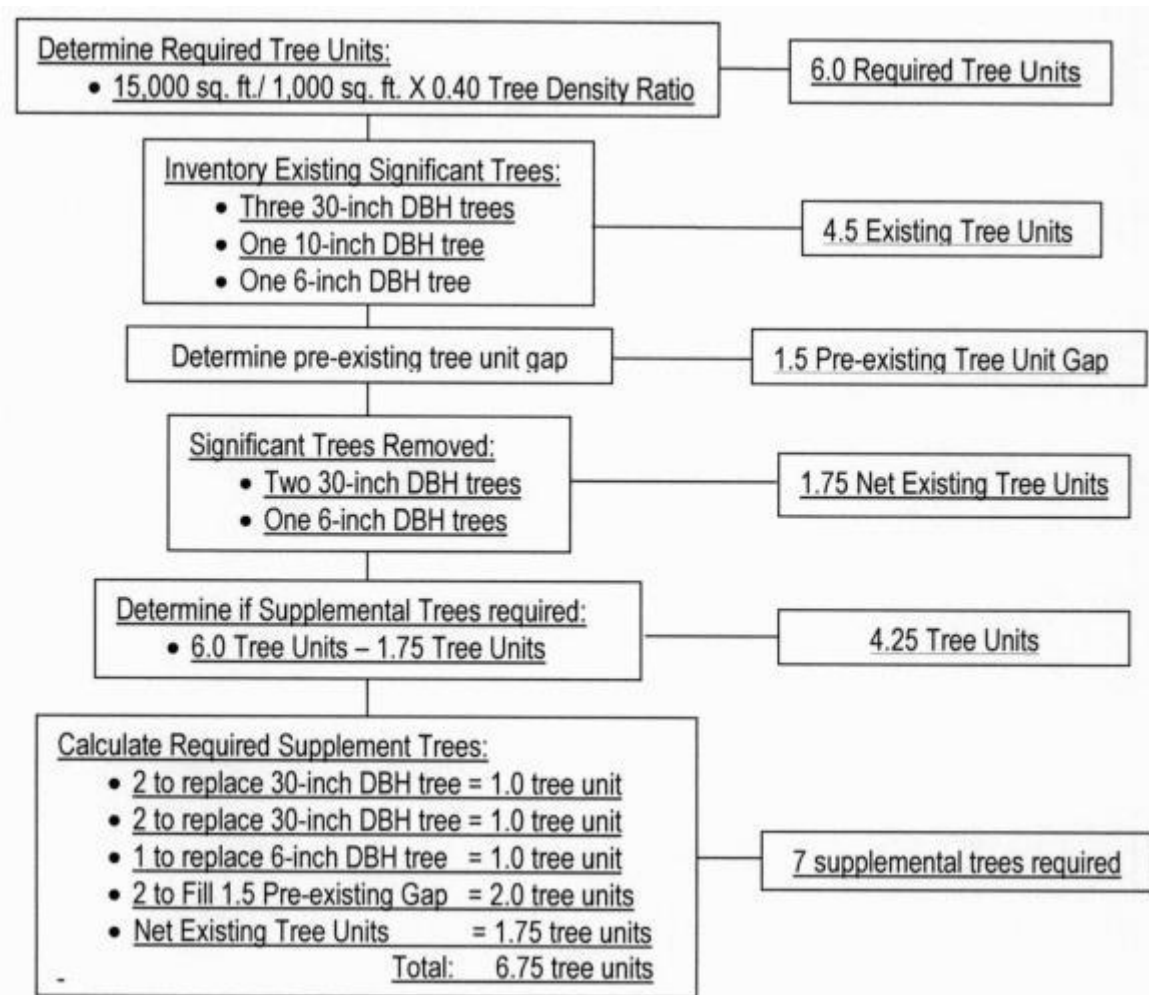 Determine Required Tree Units:
• 15,000 sq. ft./ 1,000 sq. ft. X 0.40 Tree Density Ratio
6.0 Required Tree Units
Inventory Existing Significant Trees:
• Three 30-inch DBH trees
• One 10-inch DBH tree
• One 6-inch DBH tree
4.5 Existing Tree Units
Determine pre-existing tree unit gap
1.5 Pre-existing Tree Unit Gap
Significant Trees Removed:
• Two 30-inch DBH trees
• One 6-inch DBH trees
1.75 Net Existing Tree Units
Determine if Supplemental Trees required:
• 6.0 Tree Units – 1.75 Tree Units
4.25 Tree Units
Calculate Required Supplement Trees:
• 2 to replace 30-inch DBH tree = 1.0 tree unit
• 2 to replace 30-inch DBH tree = 1.0 tree unit
• 1 to replace 6-inch DBH tree = 1.0 tree unit
• 2 to Fill 1.5 Pre-existing Gap = 2.0 tree units
• Net Existing Tree Units = 1.75 tree units
Total: 6.75 tree units
7 supplemental trees required